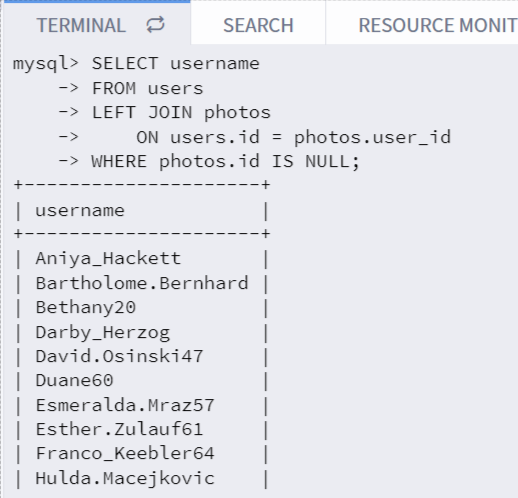 TERMINAL SEARCH RESOURCE MONIT
mysql> SELECT username
    -> FROM users
    -> LEFT JOIN photos
    ->     ON users.id = photos.user_id
    -> WHERE photos.id IS NULL;
+---------------------+
| username            |
+---------------------+
| Aniya_Hackett       |
| Bartholome.Bernhard |
| Bethany20           |
| Darby_Herzog        |
| David.Osinski47     |
| Duane60             |
| Esmeralda.Mraz57    |
| Esther.Zulauf61     |
| Franco_Keebler64    |
| Hulda.Macejkovic    |